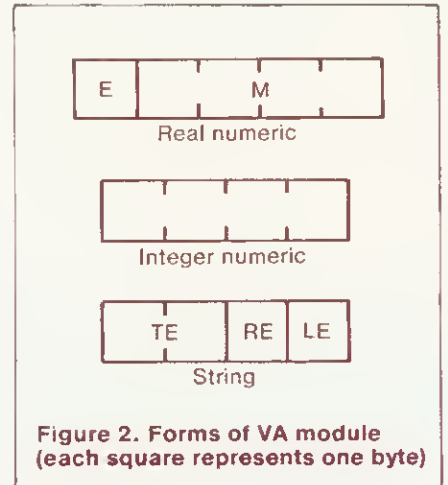 E M
Real numeric
Integer numeric
TE RE LE
String
Figure 2. Forms of VA module
(each square represents one byte)